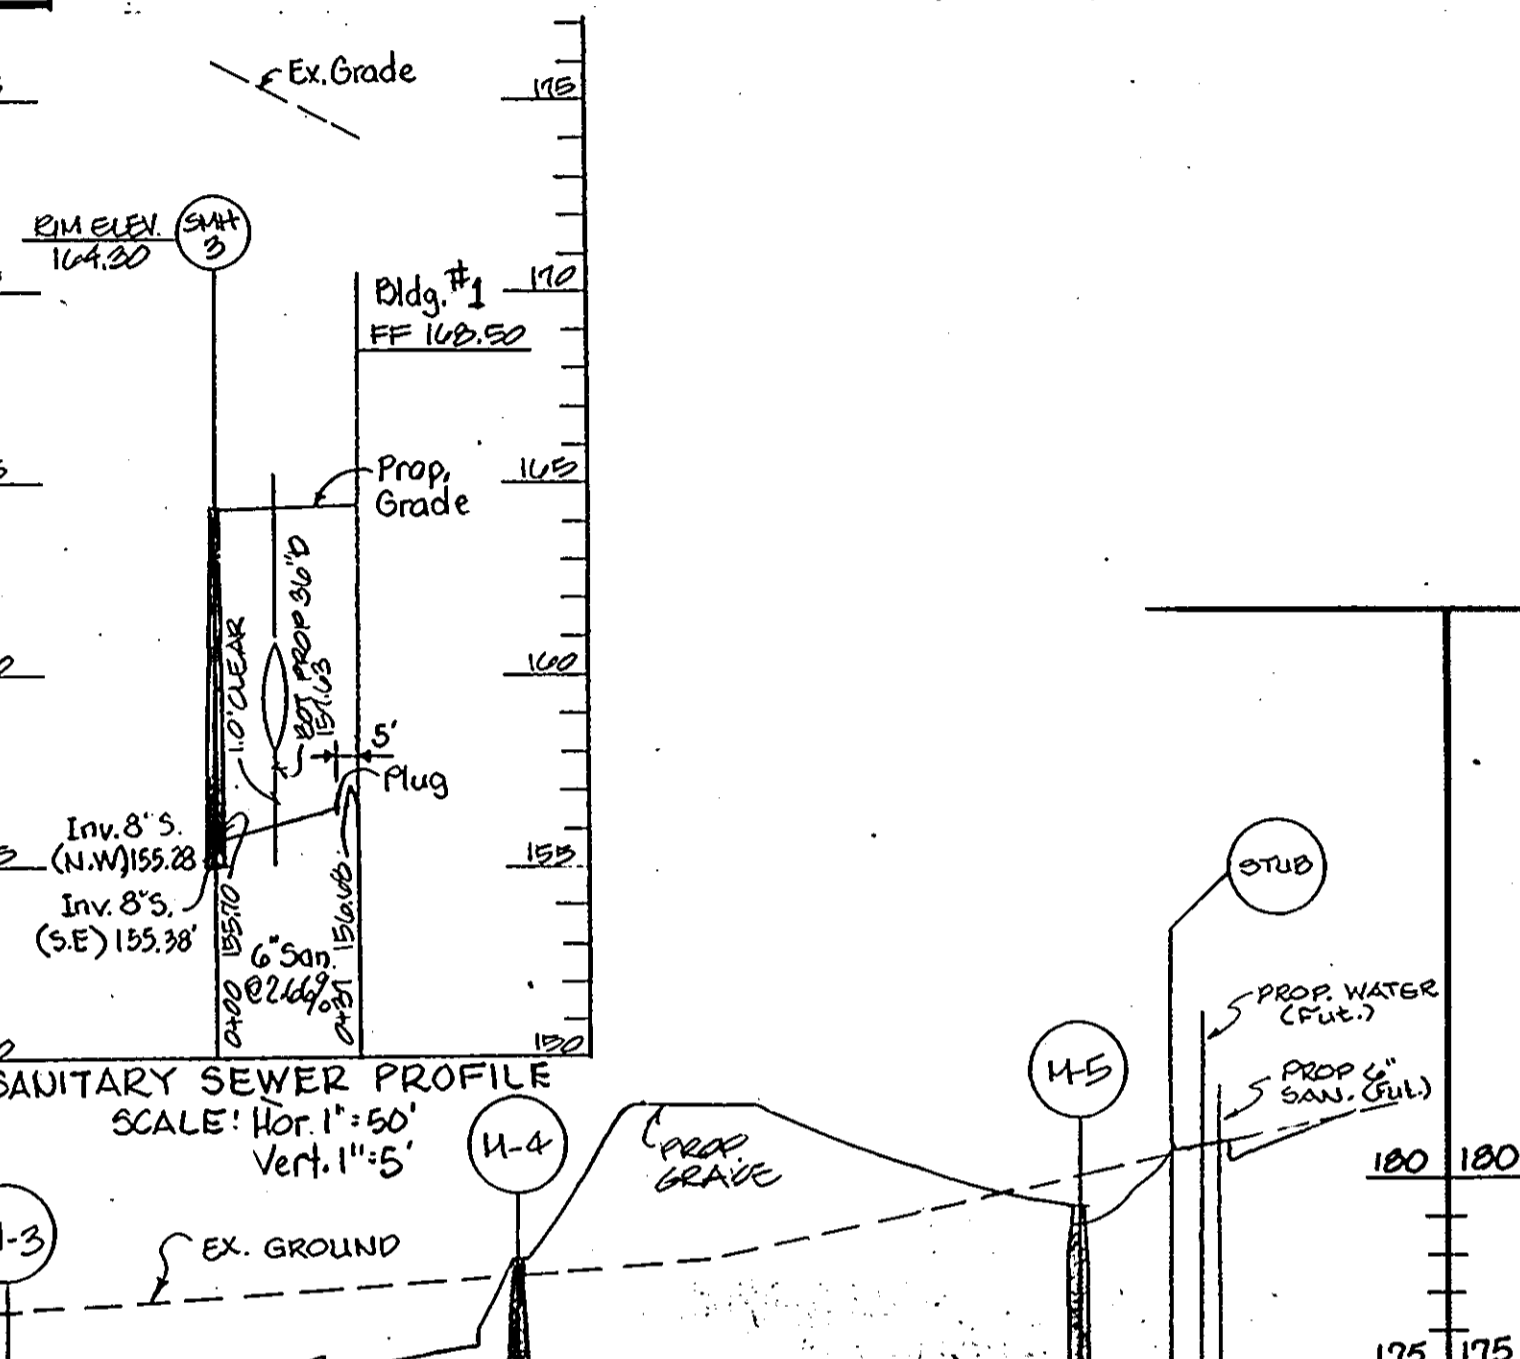 Ex. Grade
175
RIM ELEV.
164.30
SMH
3
Bldg. #1
FF 168.50
170
165
Prop.
Grade
1.0' CLEAR
BOT PROP 36"D
157.63
160
5'
Plug
Inv. 8" S.
(N.W) 155.28
Inv. 8" S.
(S.E) 155.38'
155
0+00 155.70
6" San.
@ 2.66%
0+37 156.68
150
SANITARY SEWER PROFILE
SCALE: Hor. 1" = 50'
Vert. 1" = 5'
STUB
PROP. WATER
(Fut.)
PROP 6"
SAN. (Fut.)
H-5
H-4
PROP.
GRADE
180 180
-3
EX. GROUND
175 175